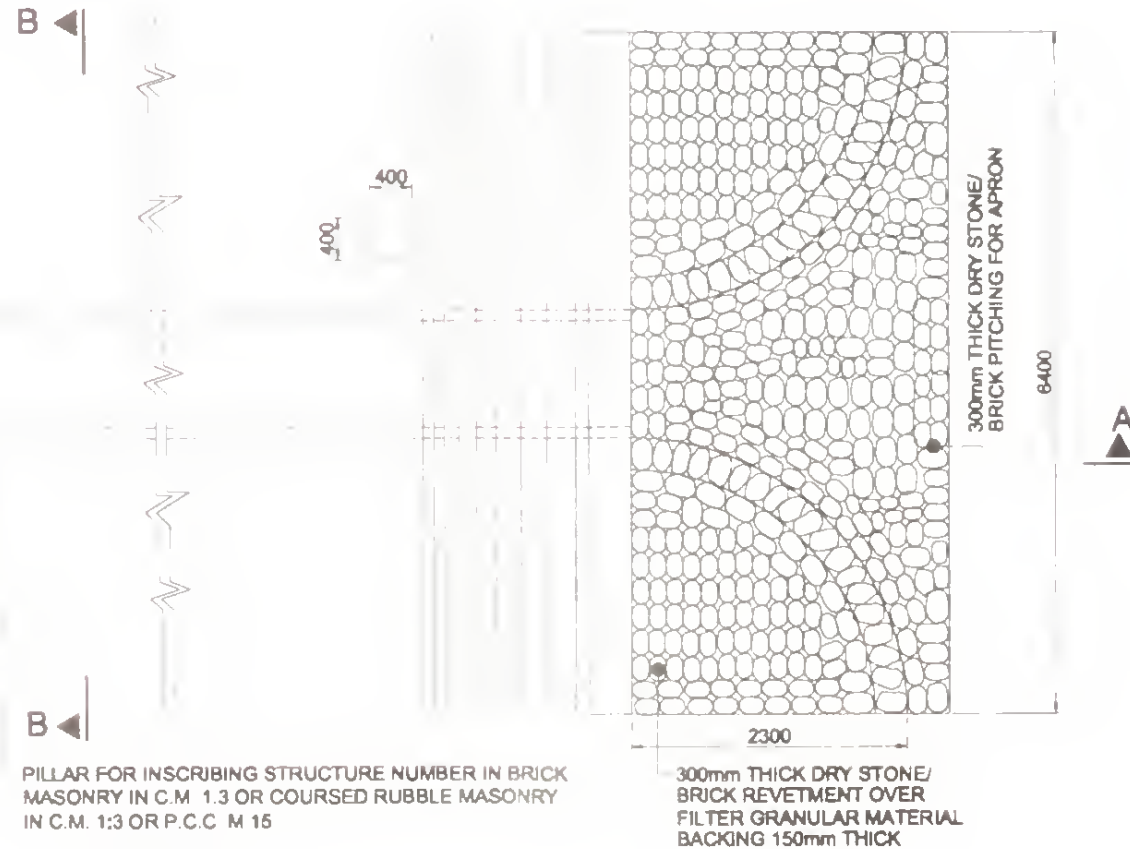 B
400
400
300mm THICK DRY STONE/
BRICK PITCHING FOR APRON
6400
A
B
2300
PILLAR FOR INSCRIBING STRUCTURE NUMBER IN BRICK
MASONRY IN C.M 1.3 OR COURSED RUBBLE MASONRY
IN C.M. 1:3 OR P.C.C M 15
300mm THICK DRY STONE/
BRICK REVETMENT OVER
FILTER GRANULAR MATERIAL
BACKING 150mm THICK